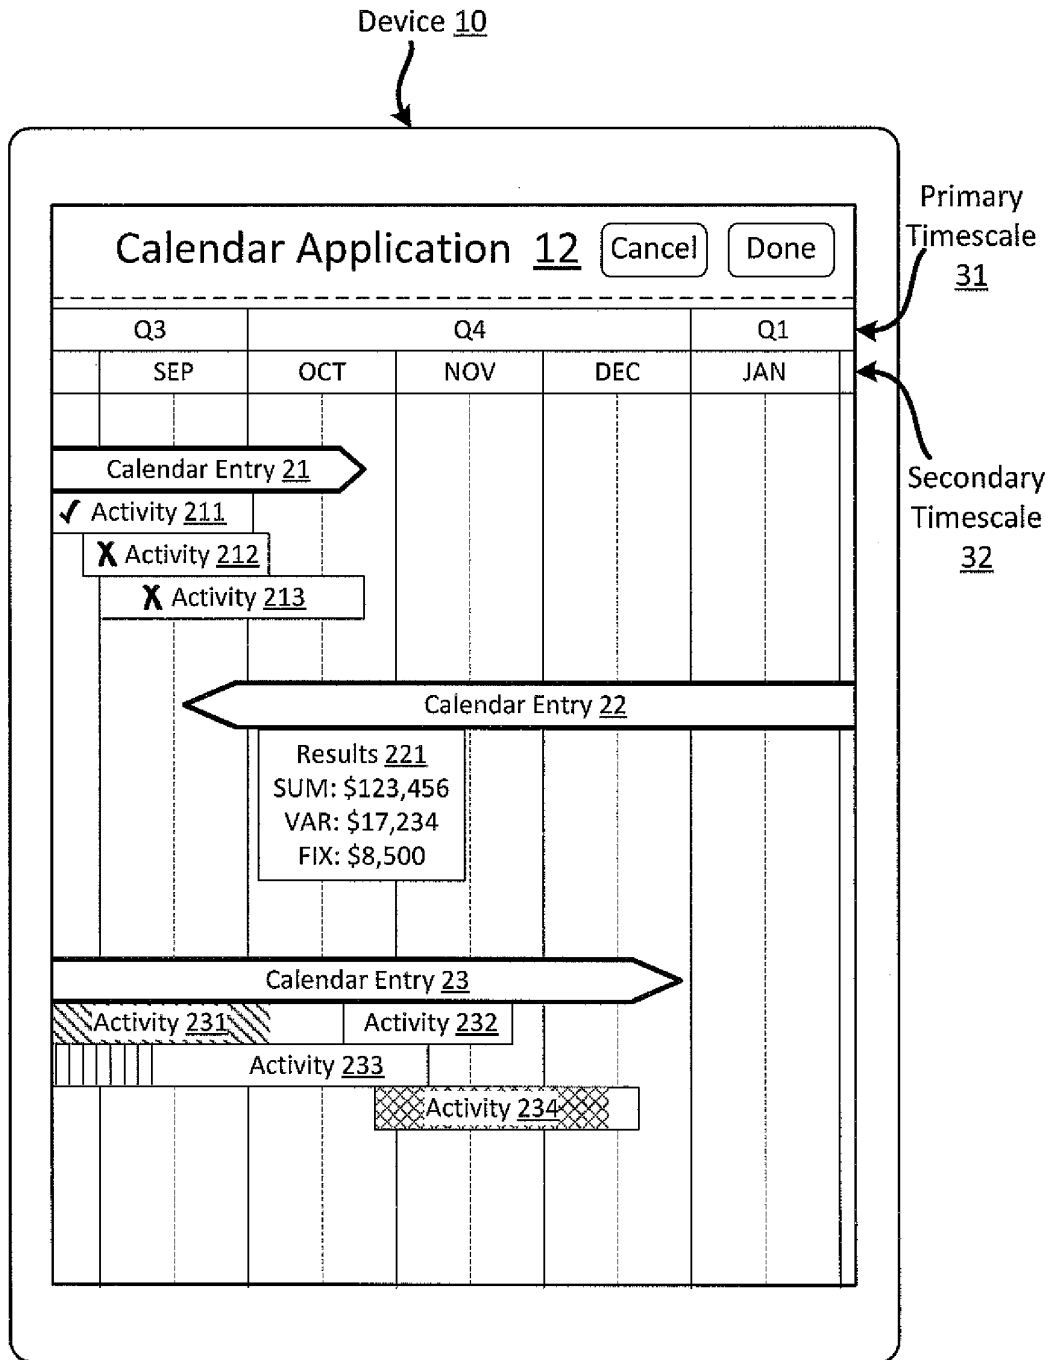 Device 10
Primary
Timescale
31
Calendar Application 12 Cancel Done
Q3 Q4 Q1
SEP OCT NOV DEC JAN
Secondary
Timescale
32
Calendar Entry 21
✓ Activity 211
X Activity 212
X Activity 213
Calendar Entry 22
Results 221
SUM: $123,456
VAR: $17,234
FIX: $8,500
Calendar Entry 23
Activity 231 Activity 232
Activity 233
Activity 234